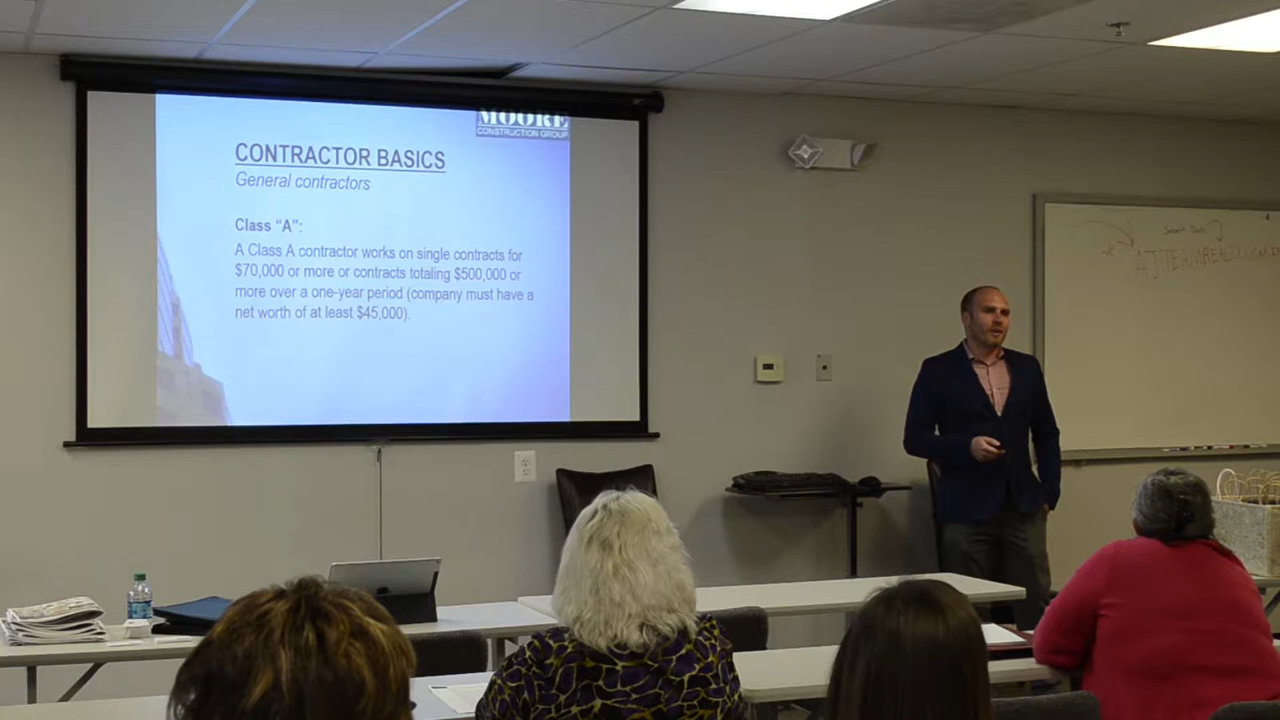 MOORE
CONSTRUCTION GROUP
CONTRACTOR BASICS
General contractors
Class “A”:
A Class A contractor works on single contracts for
$70,000 or more or contracts totaling $500,000 or
more over a one-year period (company must have a
net worth of at least $45,000).